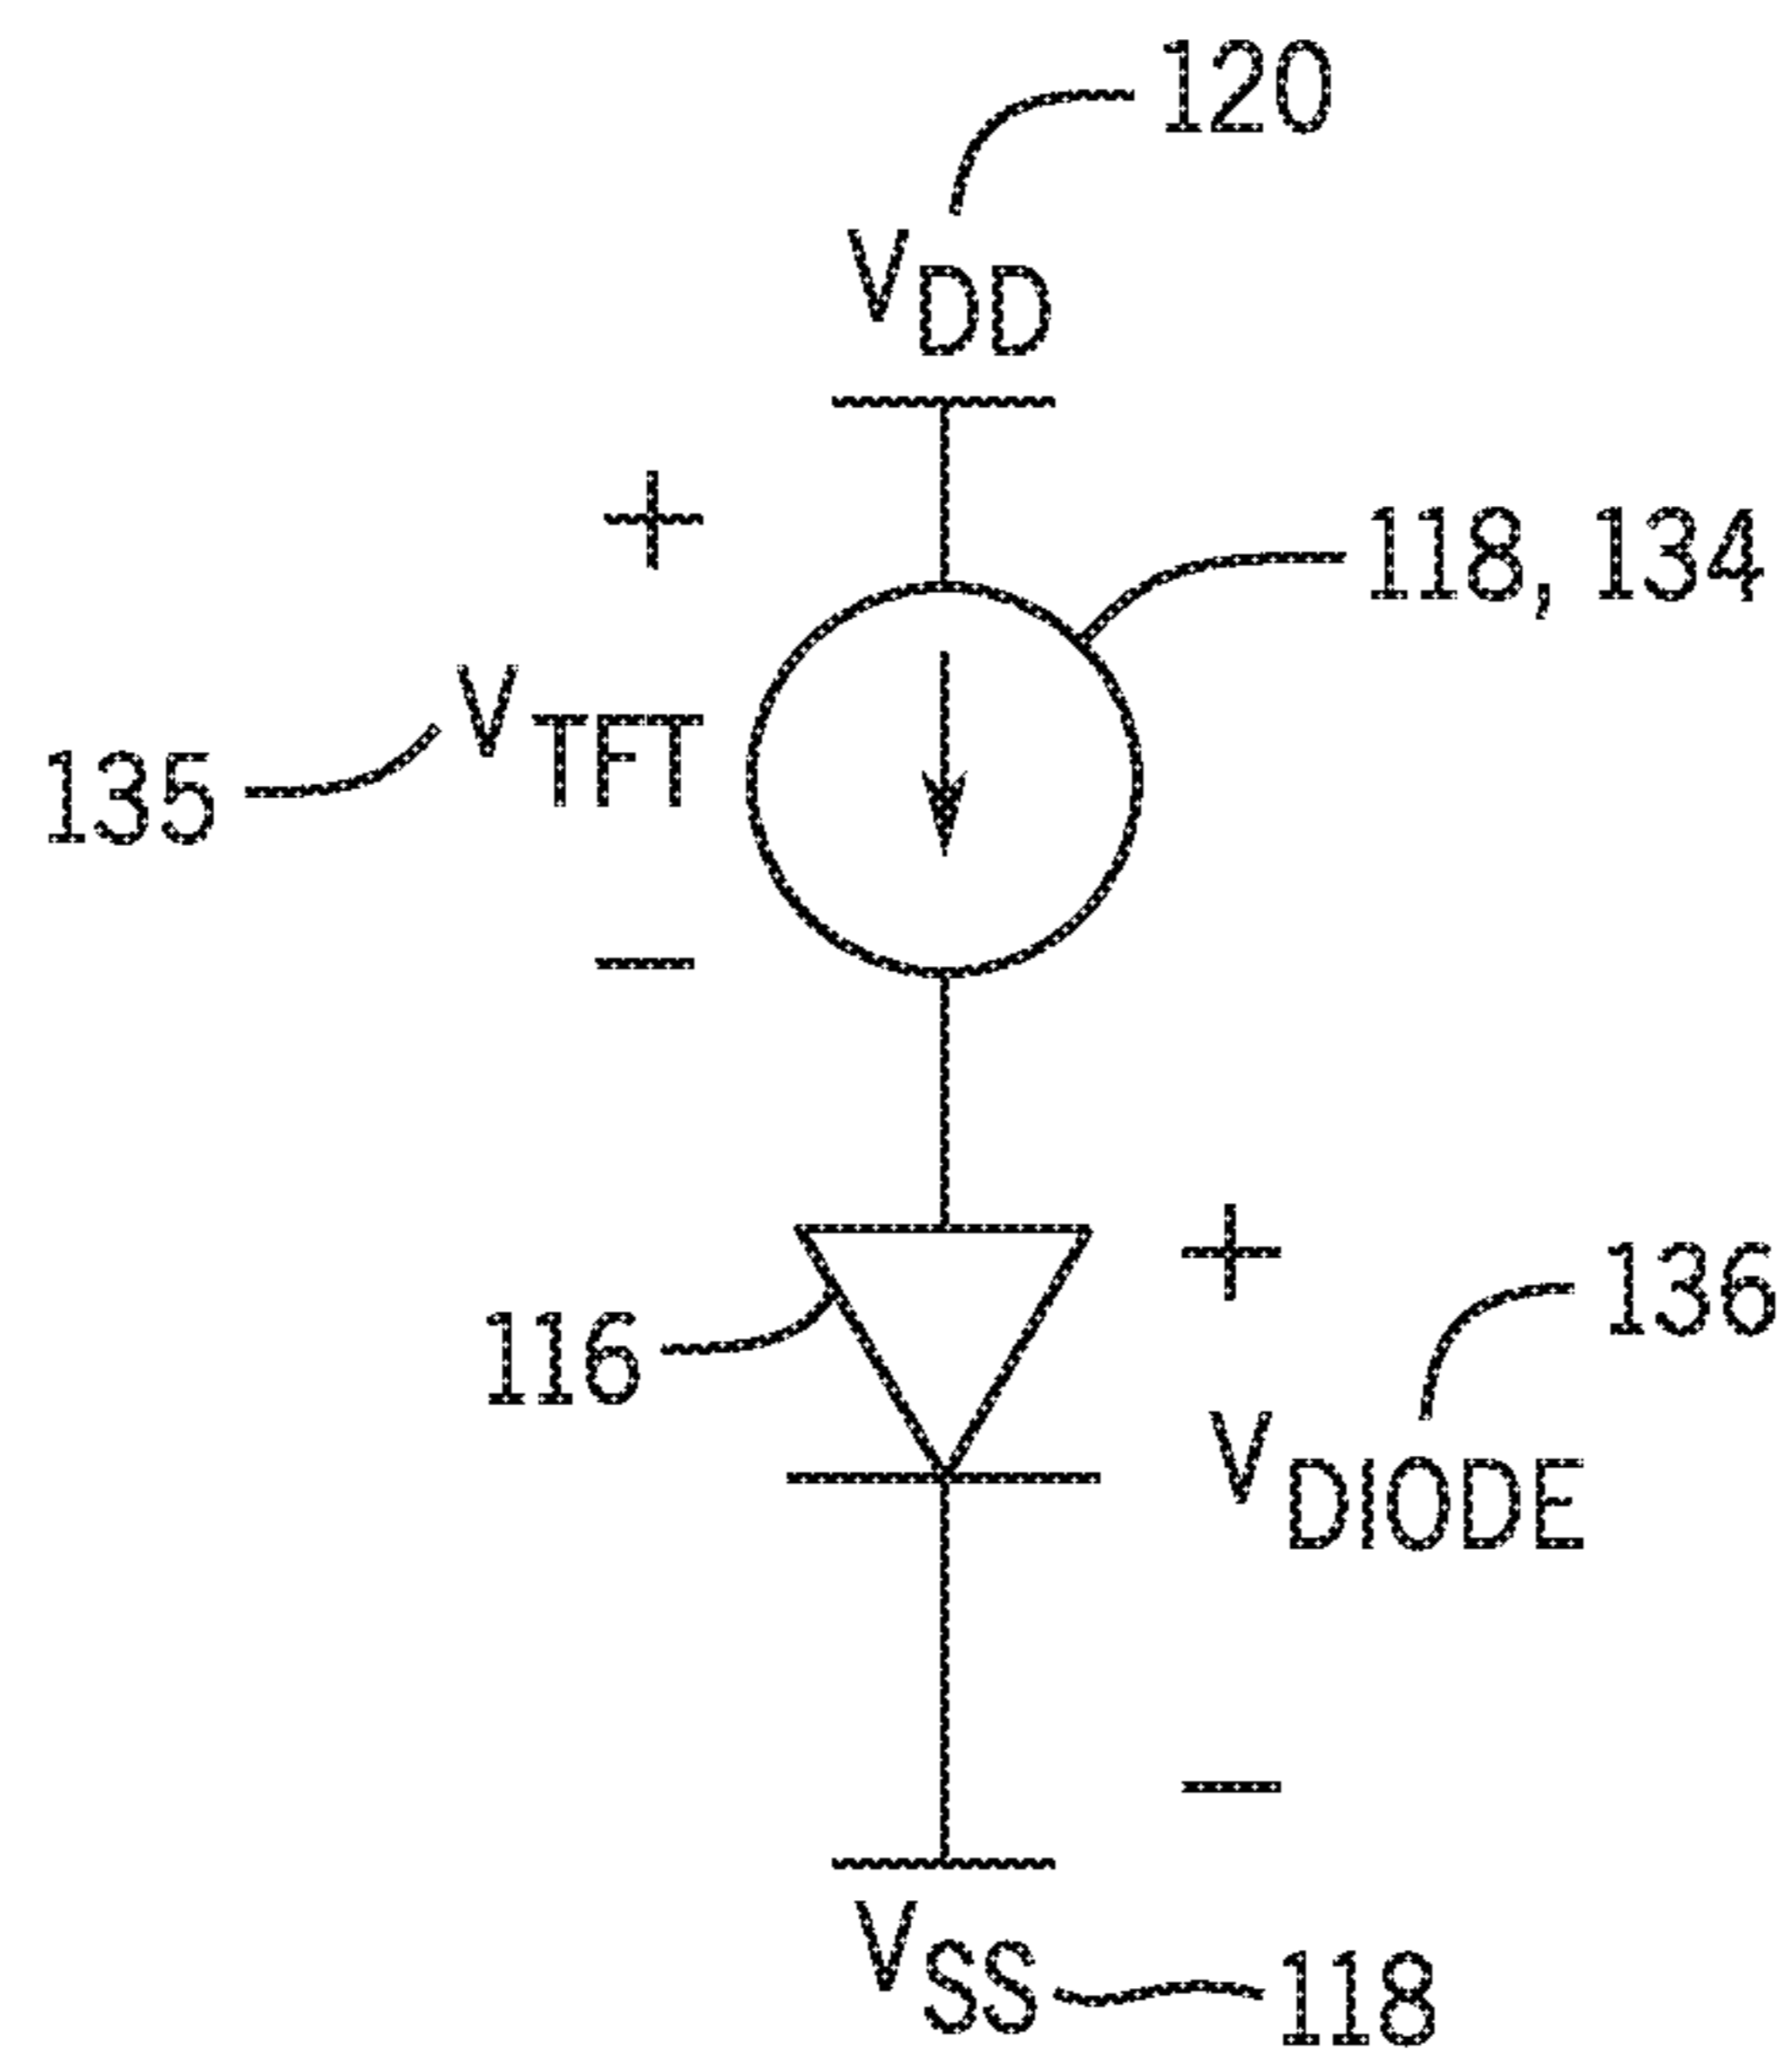 120
VDD
+
118, 134
VTFT
135
−
+
136
116
VDIODE
−
VSS
118